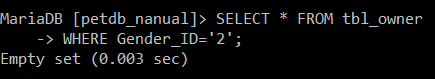 MariaDB [petdb_nanual]> SELECT * FROM tbl_owner
    -> WHERE Gender_ID='2';
Empty set (0.003 sec)